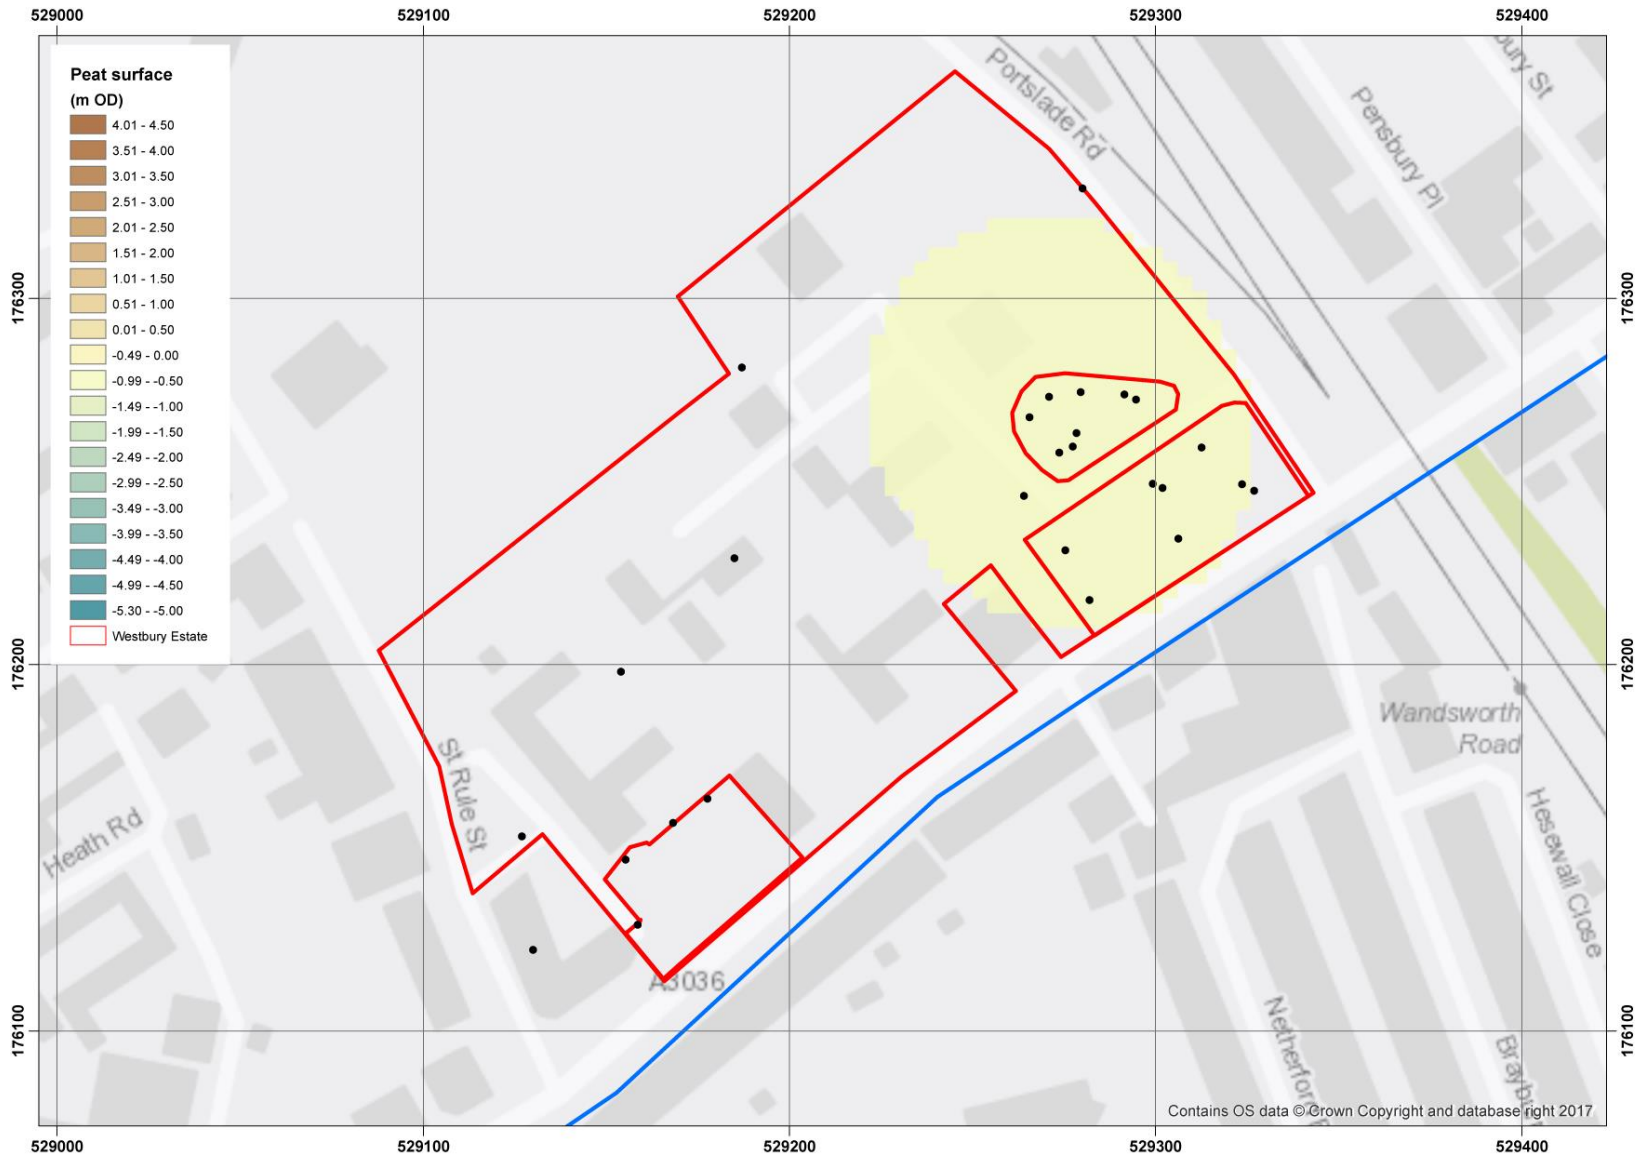 529000 529100 529200 529300 529400
Peat surface
(m OD)
4.01 - 4.50
3.51 - 4.00
3.01 - 3.50
2.51 - 3.00
2.01 - 2.50
1.51 - 2.00
1.01 - 1.50
0.51 - 1.00
0.01 - 0.50
-0.49 - 0.00
-0.99 - -0.50
-1.49 - -1.00
-1.99 - -1.50
-2.49 - -2.00
-2.99 - -2.50
-3.49 - -3.00
-3.99 - -3.50
-4.49 - -4.00
-4.99 - -4.50
-5.30 - -5.00
Westbury Estate
Portslade Rd
Pensbury Pl
bury St
176300 176300
176200 176200
Wandsworth
Road
St Rule St
Heath Rd
Hesewall Close
A3036
176100 176100
Netherford R
Braybur
Contains OS data © Crown Copyright and database right 2017
529000 529100 529200 529300 529400